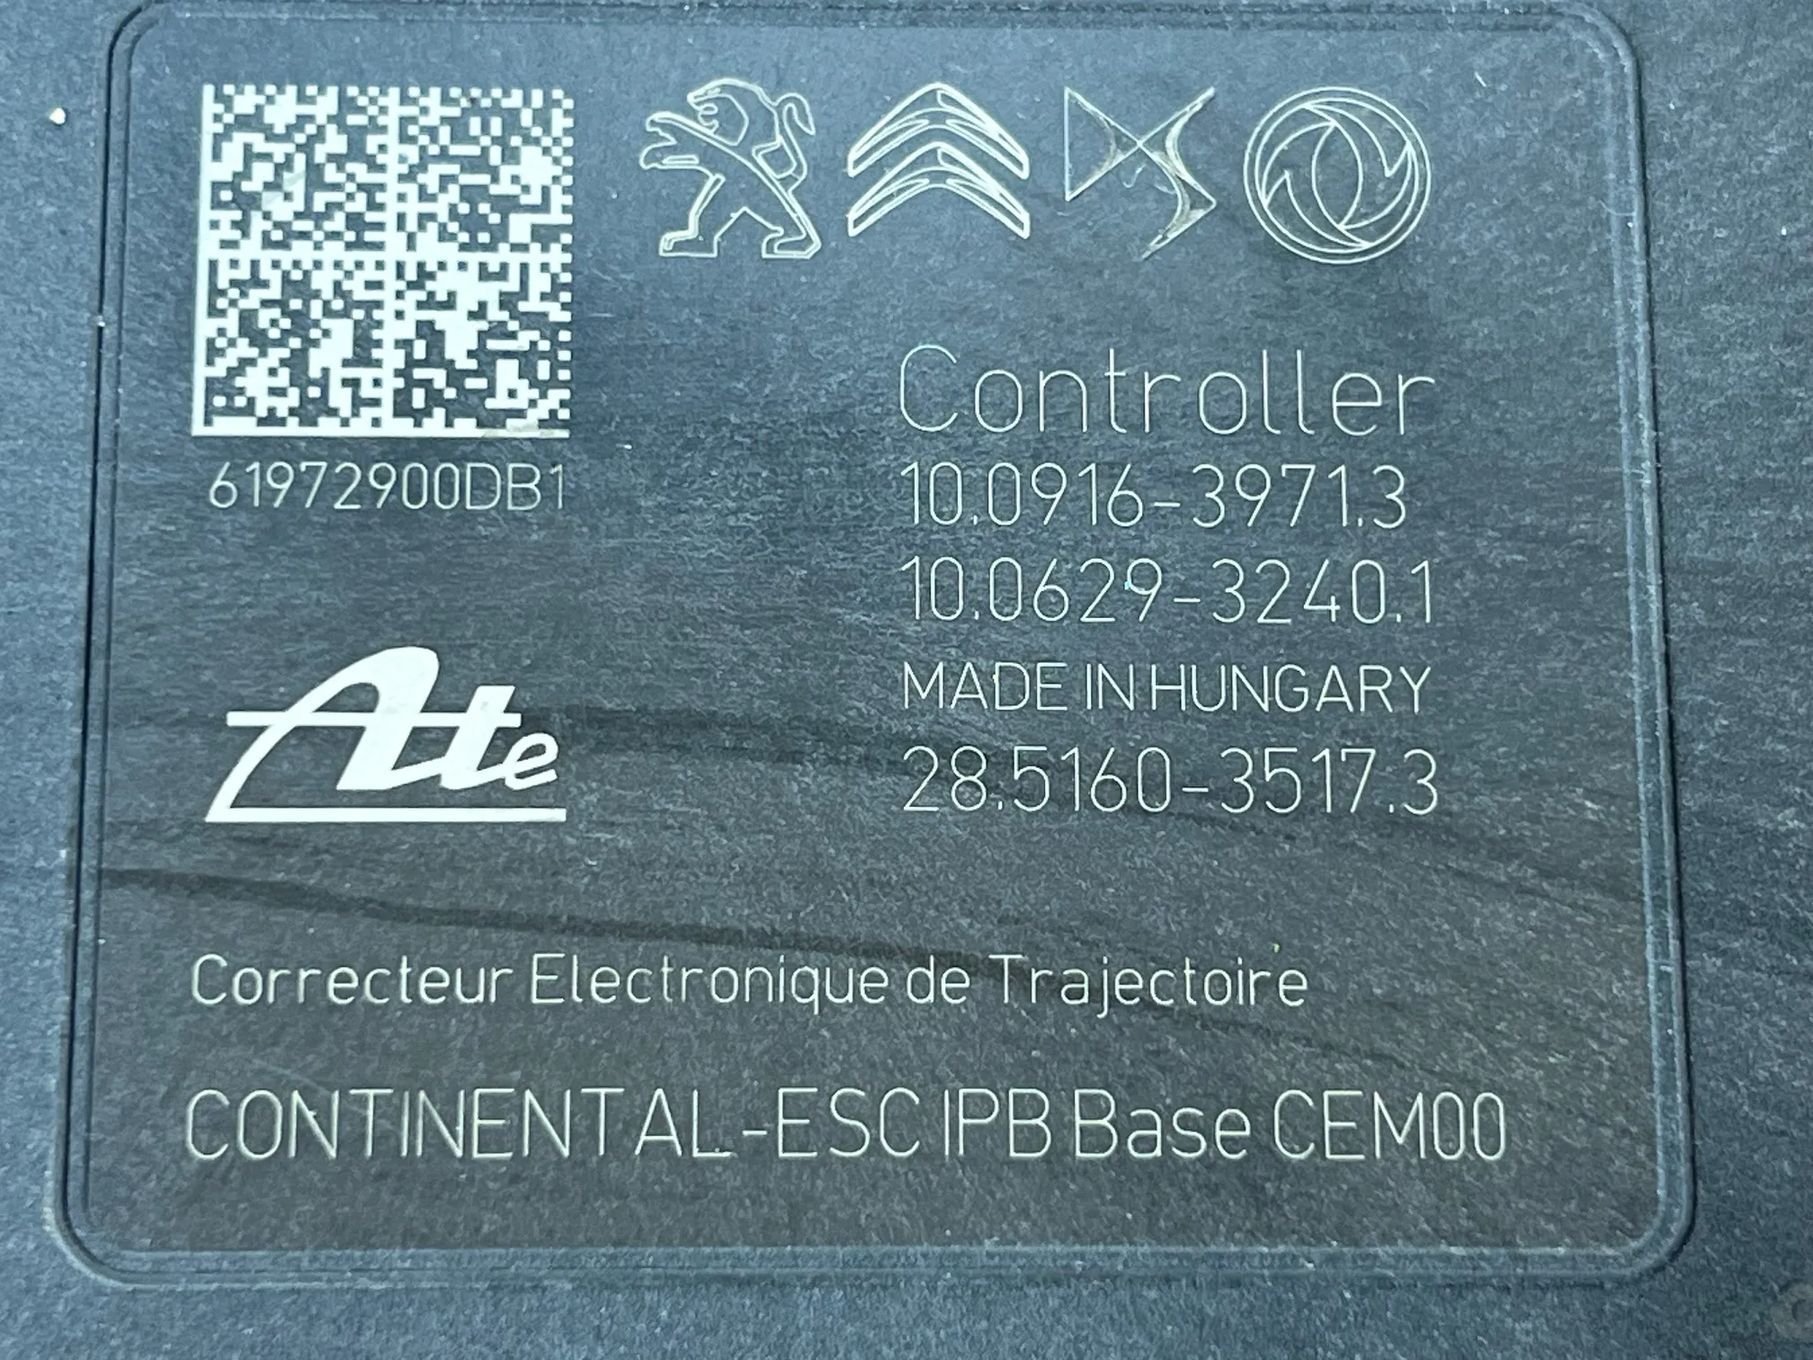 61972900DB1
Controller
10.0916-3971.3
10.0629-3240.1
MADE IN HUNGARY
28.5160-3517.3
Ate
Correcteur Electronique de Trajectoire
CONTINENTAL-ESC IPB Base CEM00